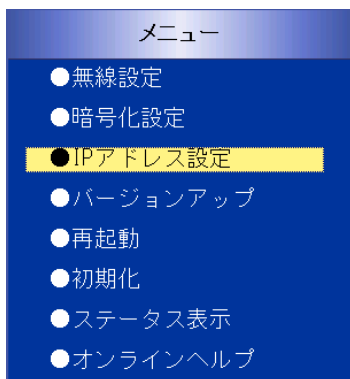 メニュー
●無線設定
●暗号化設定
●IPアドレス設定
●バージョンアップ
●再起動
●初期化
●ステータス表示
●オンラインヘルプ